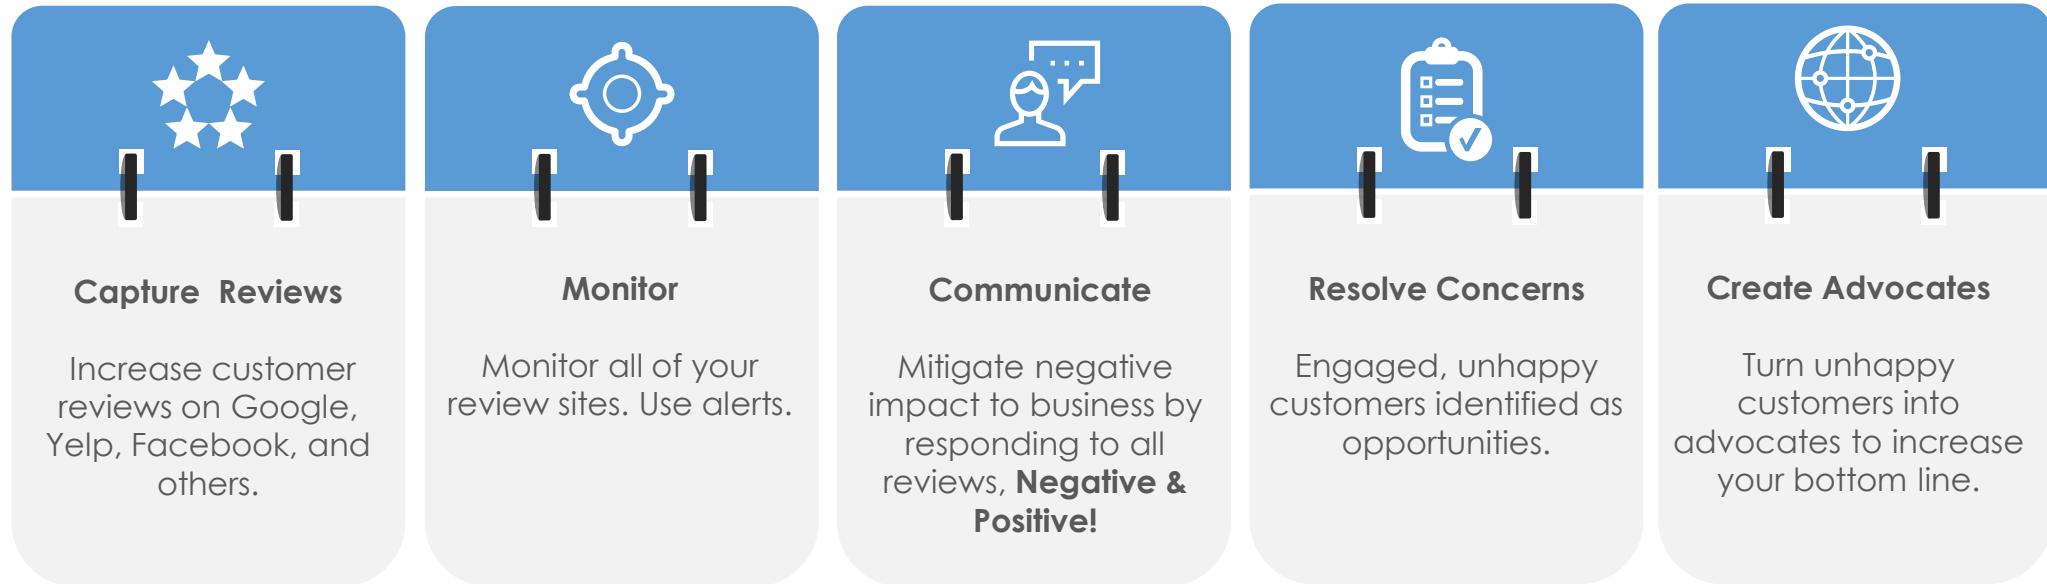 Capture Reviews
Increase customer
reviews on Google,
Yelp, Facebook, and
others.
Monitor
Monitor all of your
review sites. Use alerts.
Communicate
Mitigate negative
impact to business by
responding to all
reviews, Negative &
Positive!
Resolve Concerns
Engaged, unhappy
customers identified as
opportunities.
Create Advocates
Turn unhappy
customers into
advocates to increase
your bottom line.